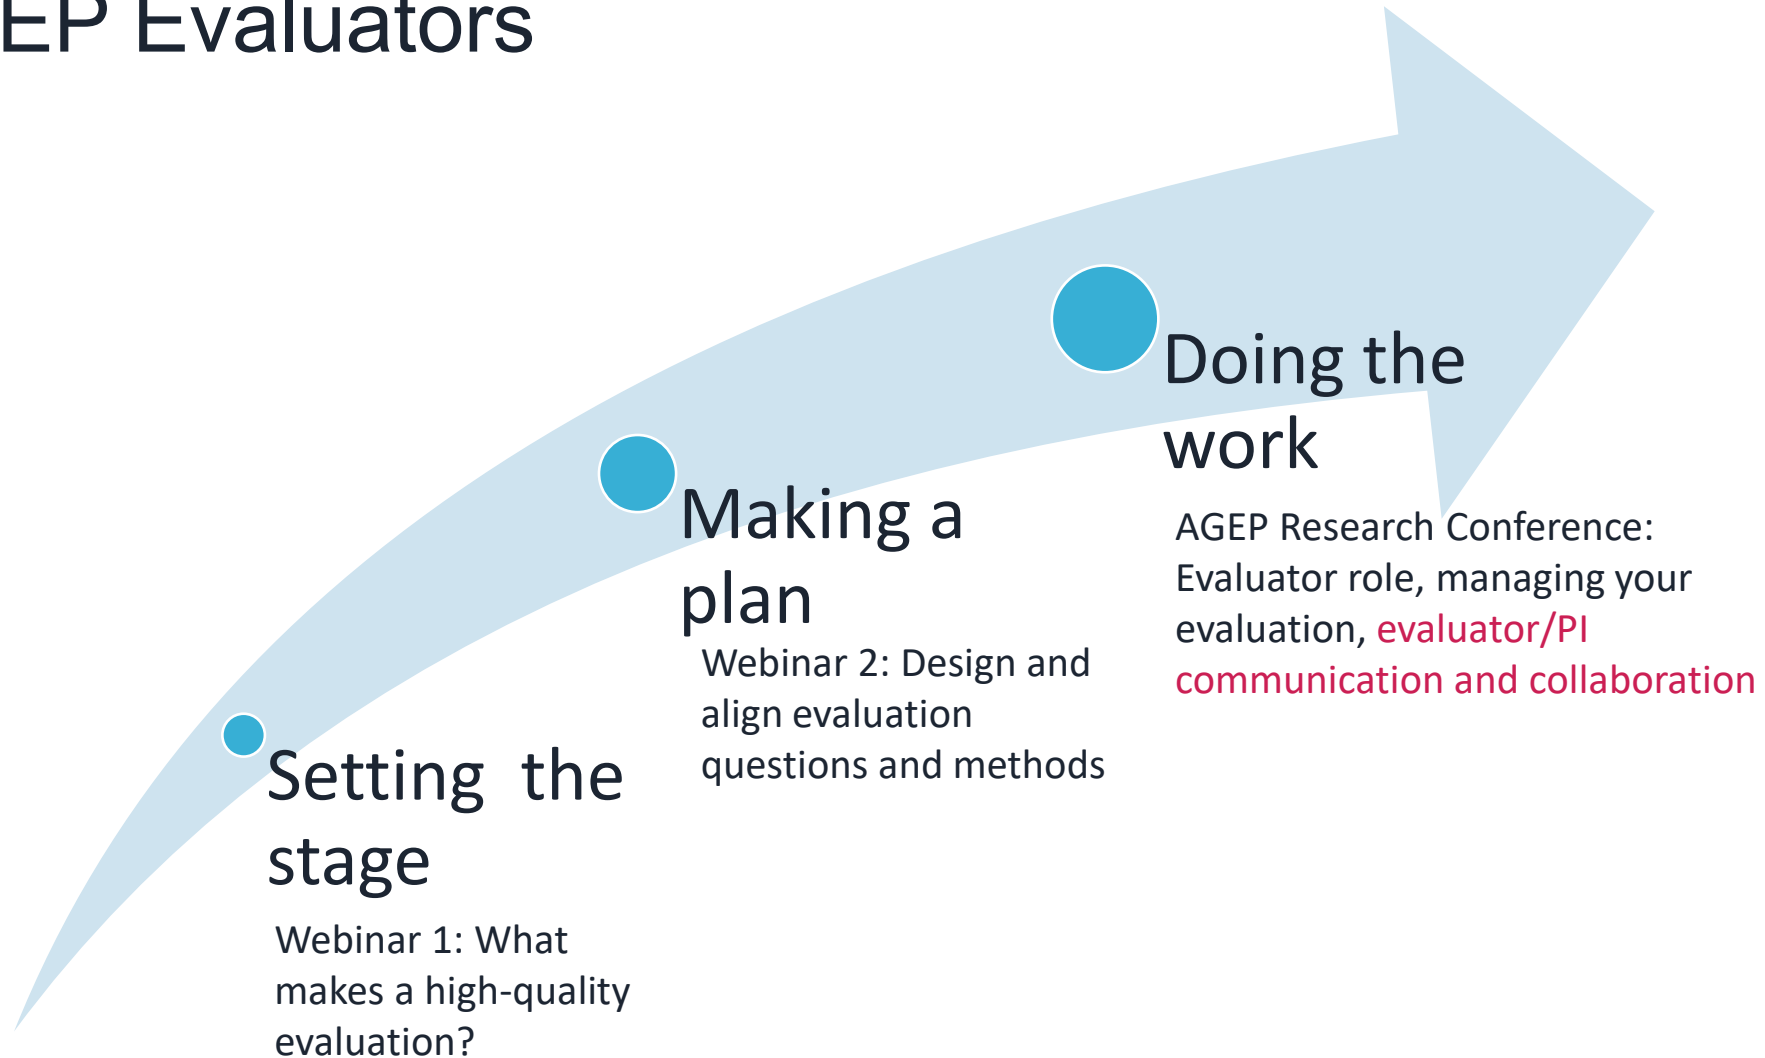 EP Evaluators
Setting  the
stage
Webinar 1: What
makes a high-quality
evaluation?
Making a
plan
Webinar 2: Design and
align evaluation
questions and methods
Doing the
work
AGEP Research Conference:
Evaluator role, managing your
evaluation, evaluator/PI
communication and collaboration